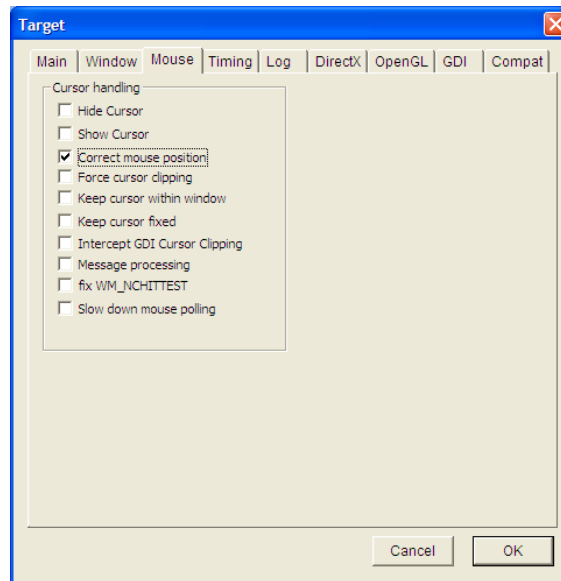 Target
Main Window Mouse Timing Log DirectX OpenGL GDI Compat
Cursor handling
Hide Cursor
Show Cursor
Correct mouse position
Force cursor clipping
Keep cursor within window
Keep cursor fixed
Intercept GDI Cursor Clipping
Message processing
fix WM_NCHITTEST
Slow down mouse polling
Cancel OK